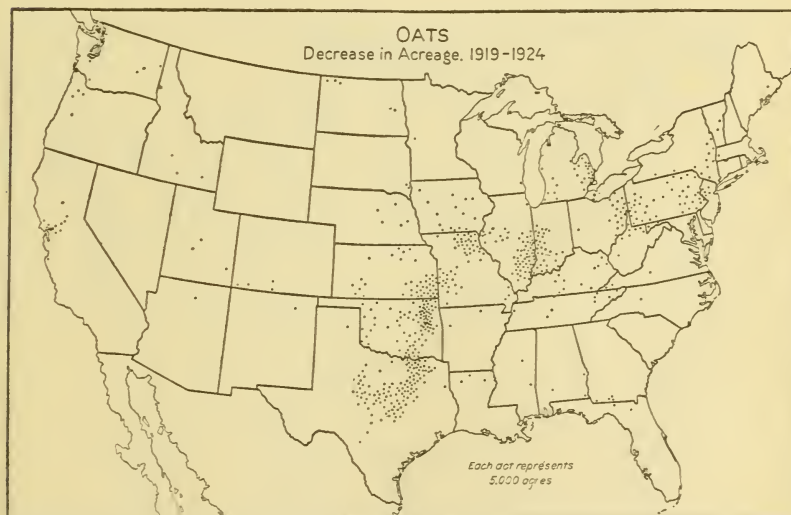 OATS
Decrease in Acreage, 1919-1924
Each dot represents
5,000 acres